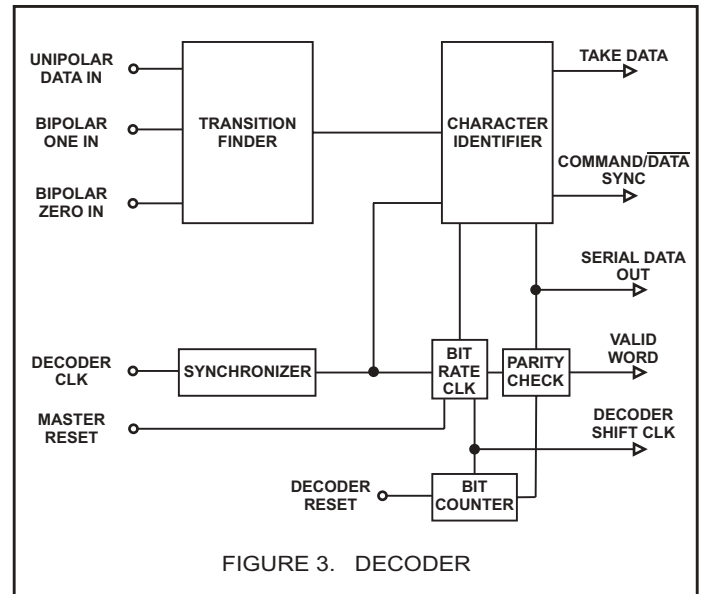 UNIPOLAR
DATA IN
BIPOLAR
ONE IN
BIPOLAR
ZERO IN
TRANSITION
FINDER
CHARACTER
IDENTIFIER
TAKE DATA
COMMAND/DATA
SYNC
SERIAL DATA
OUT
DECODER
CLK
SYNCHRONIZER
BIT
RATE
CLK
PARITY
CHECK
VALID
WORD
MASTER
RESET
DECODER
SHIFT CLK
DECODER
RESET
BIT
COUNTER
FIGURE 3. DECODER